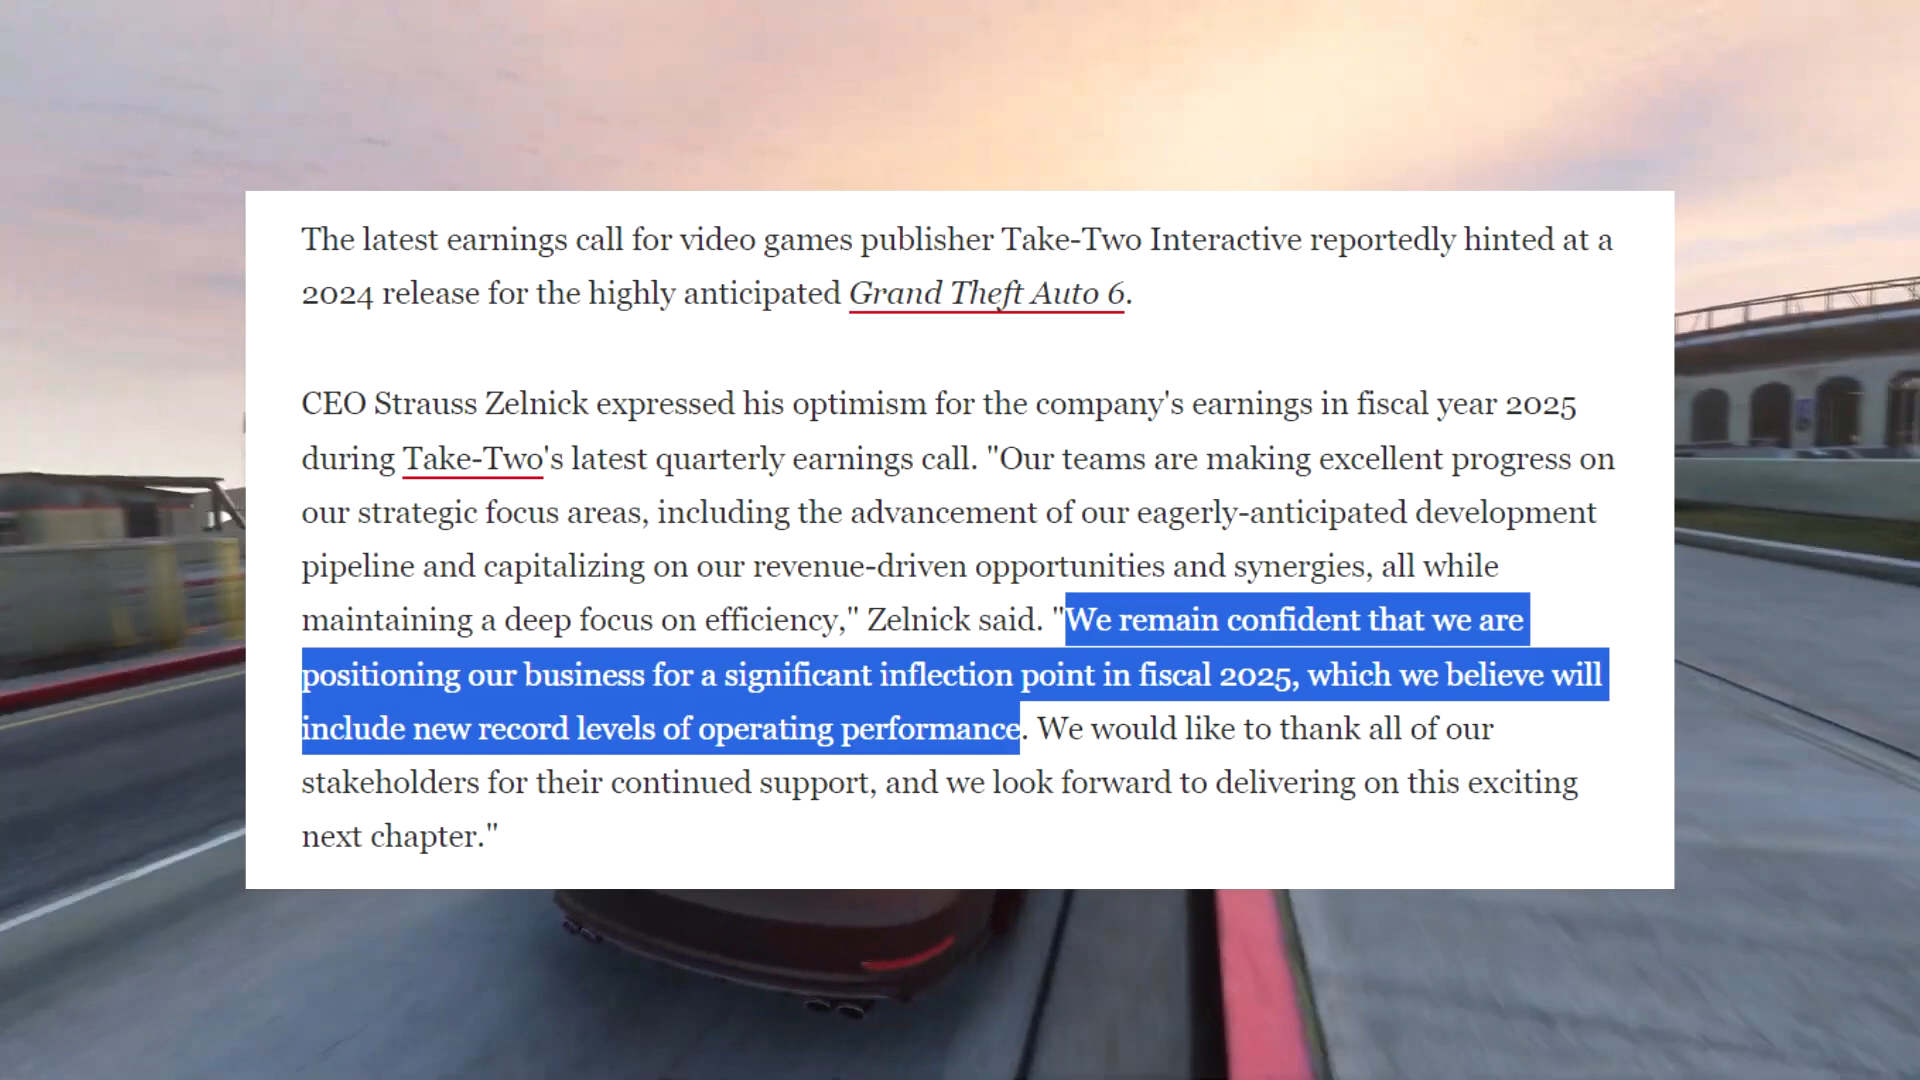 The latest earnings call for video games publisher Take-Two Interactive reportedly hinted at a
2024 release for the highly anticipated Grand Theft Auto 6.
CEO Strauss Zelnick expressed his optimism for the company's earnings in fiscal year 2025
during Take-Two's latest quarterly earnings call. "Our teams are making excellent progress on
our strategic focus areas, including the advancement of our eagerly-anticipated development
pipeline and capitalizing on our revenue-driven opportunities and synergies, all while
maintaining a deep focus on efficiency," Zelnick said. "We remain confident that we are
positioning our business for a significant inflection point in fiscal 2025, which we believe will
include new record levels of operating performance. We would like to thank all of our
stakeholders for their continued support, and we look forward to delivering on this exciting
next chapter."